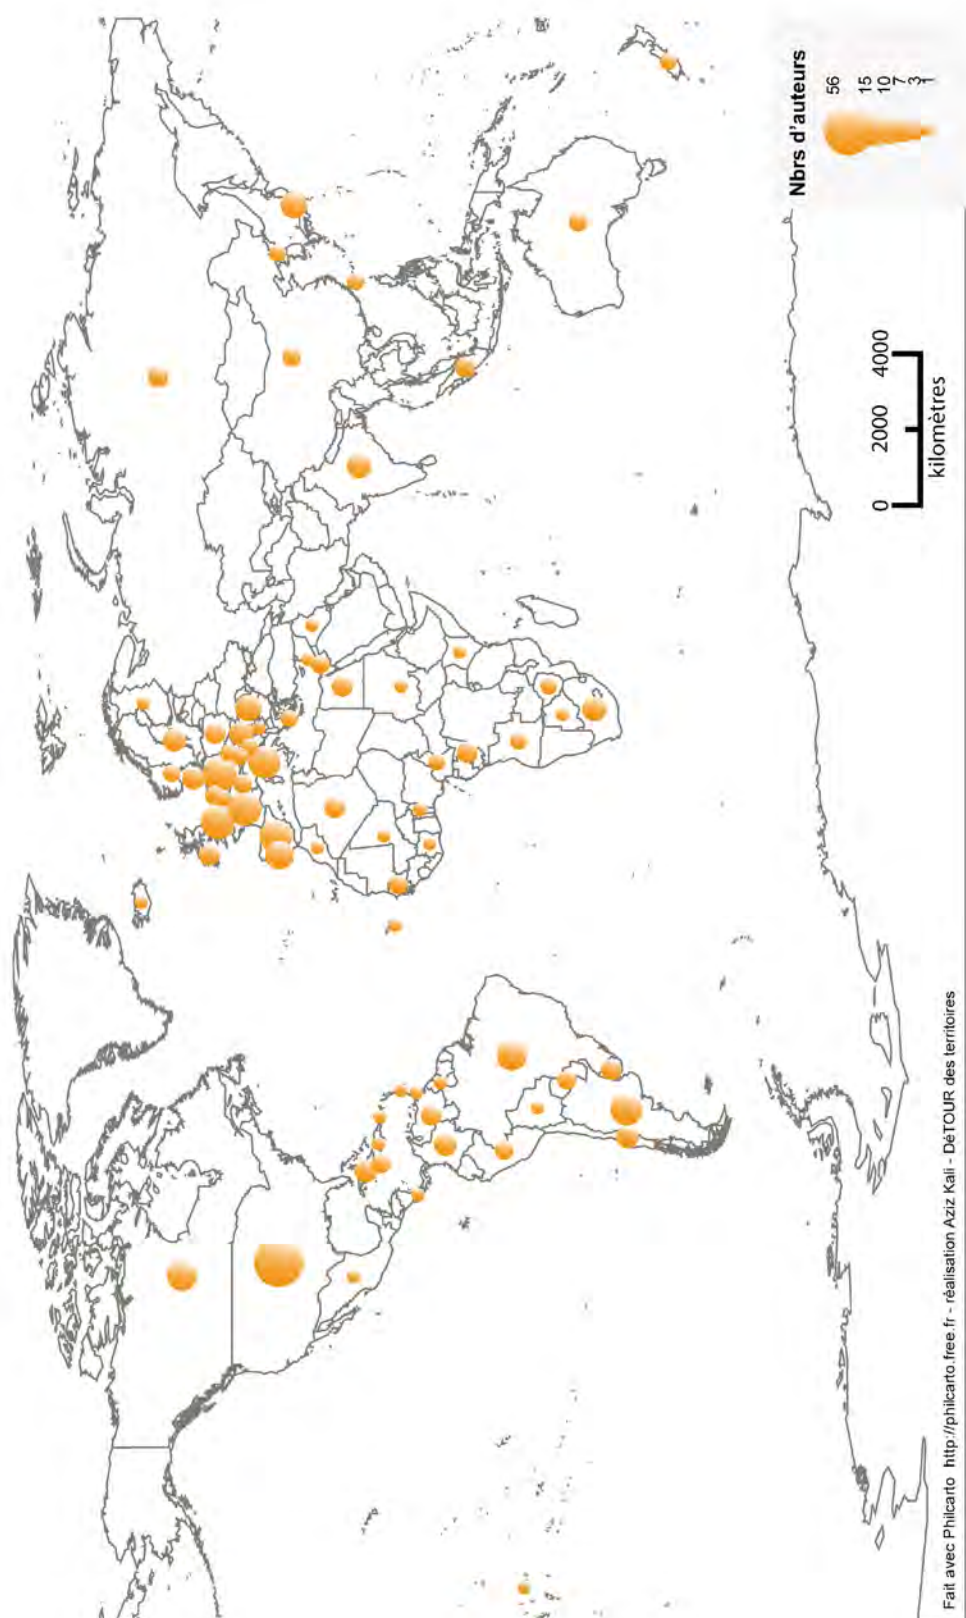 Nbrs d'auteurs
56
15
10
7
3
1
0 2000 4000
kilomètres
Fait avec Philcarto http://philcarto.free.fr - réalisation Aziz Kali - DéTOUR des territoires